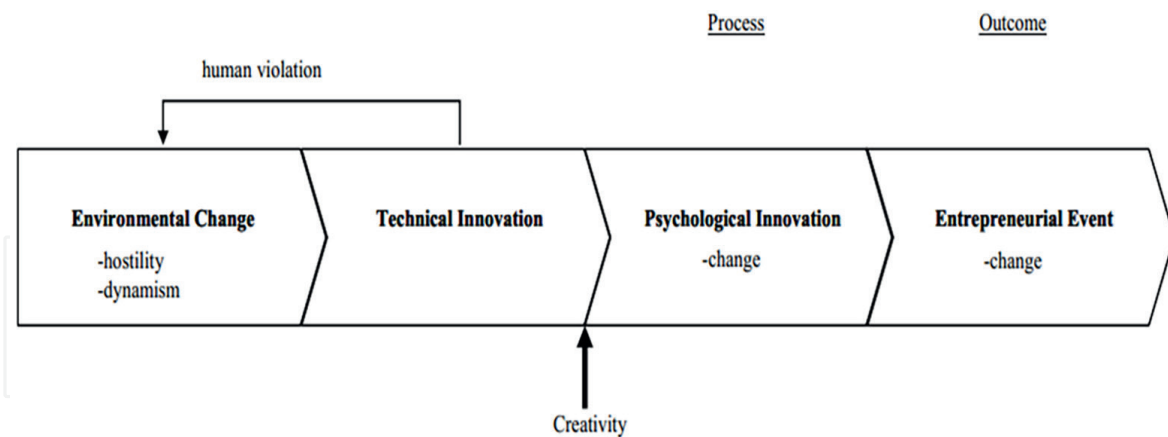 Process
Outcome
human violation
Environmental Change
-hostility
-dynamism
Technical Innovation
Psychological Innovation
-change
Entrepreneurial Event
-change
Creativity